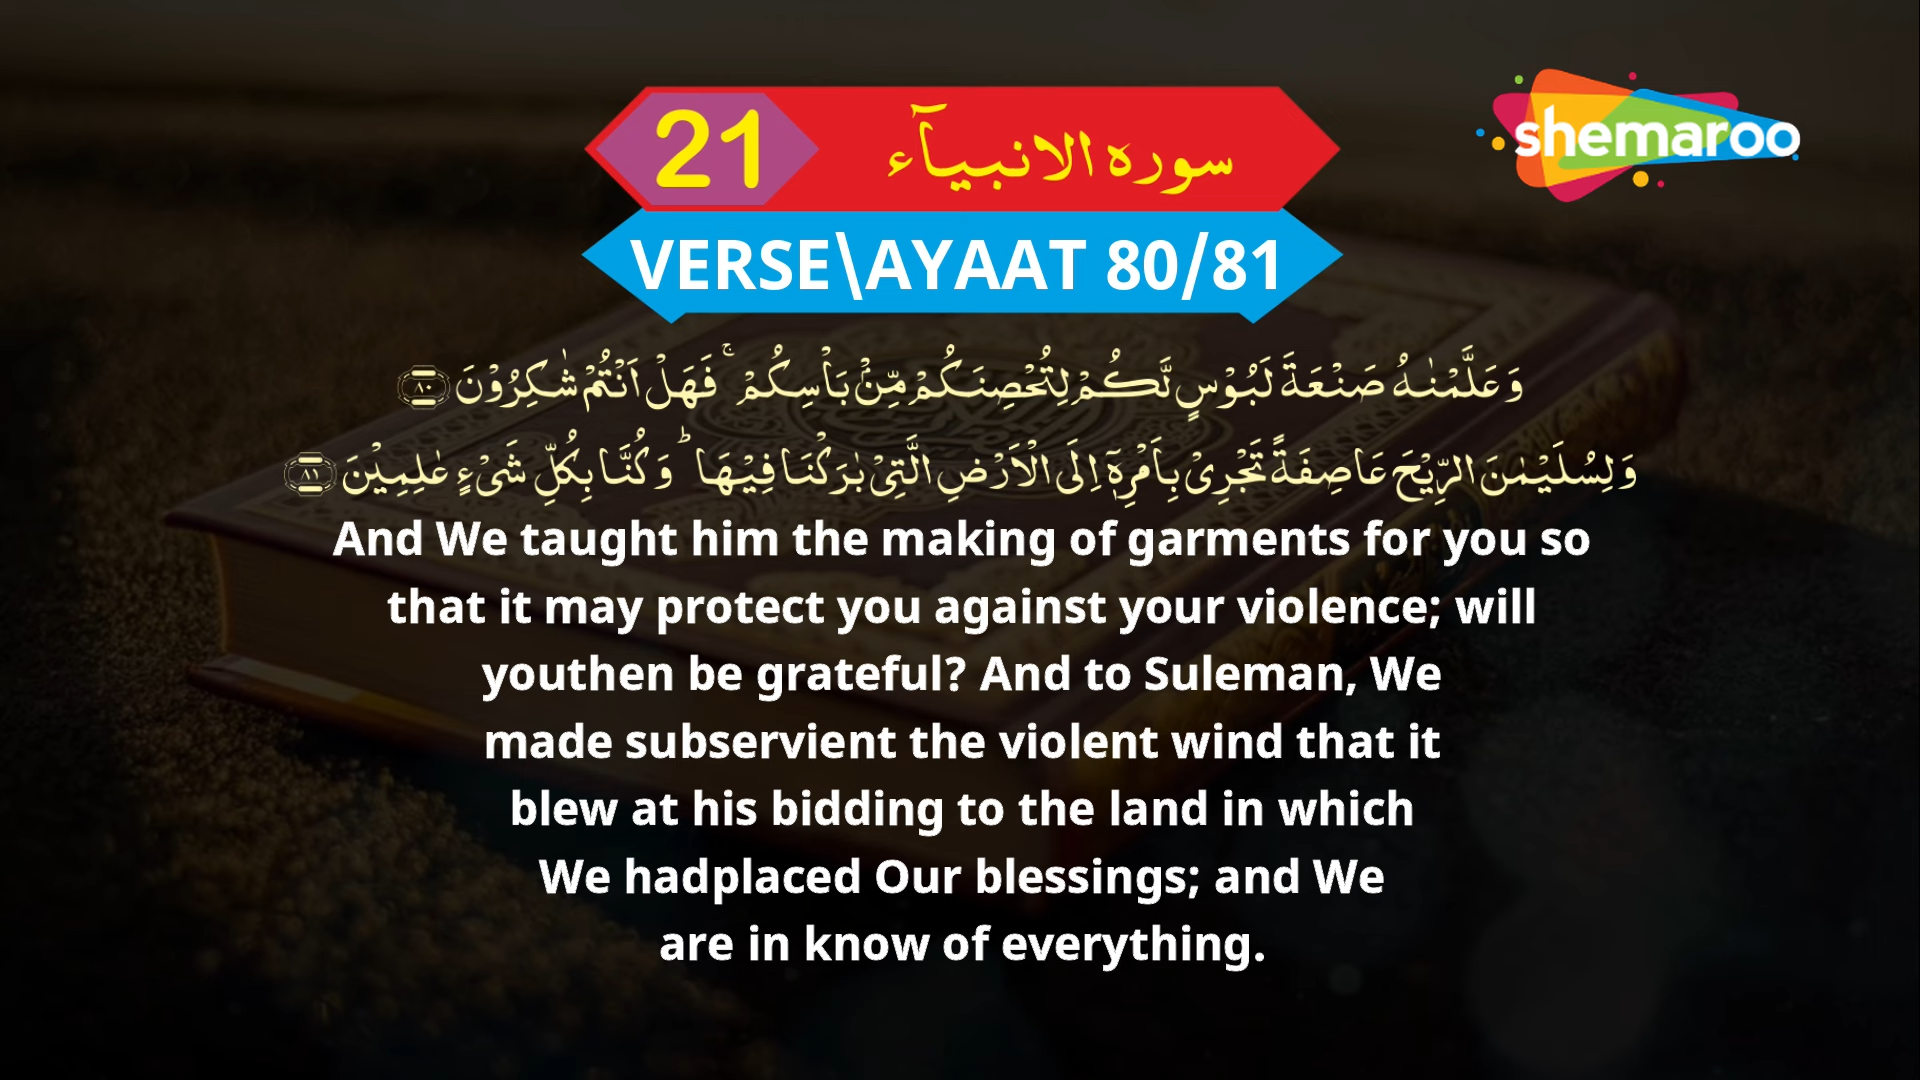 21 سوره الانبیآء
shemaroo
VERSE\AYAAT 80/81
وَعَلَّمْنٰهُ صَنْعَةَ لَبُوْسٍ لَّكُمْ لِتُحْصِنَكُمْ مِّنْۢ بَاْسِكُمْ ۚ فَهَلْ اَنْتُمْ شٰكِرُوْنَ ۝۸۰
وَلِسُلَيْمٰنَ الرِّيْحَ عَاصِفَةً تَجْرِىْ بِاَمْرِهٖۤ اِلَى الْاَرْضِ الَّتِىْ بٰرَكْنَا فِيْهَا ؕ وَكُنَّا بِكُلِّ شَىْءٍ عٰلِمِيْنَ ۝۸۱
And We taught him the making of garments for you so
that it may protect you against your violence; will
youthen be grateful? And to Suleman, We
made subservient the violent wind that it
blew at his bidding to the land in which
We hadplaced Our blessings; and We
are in know of everything.